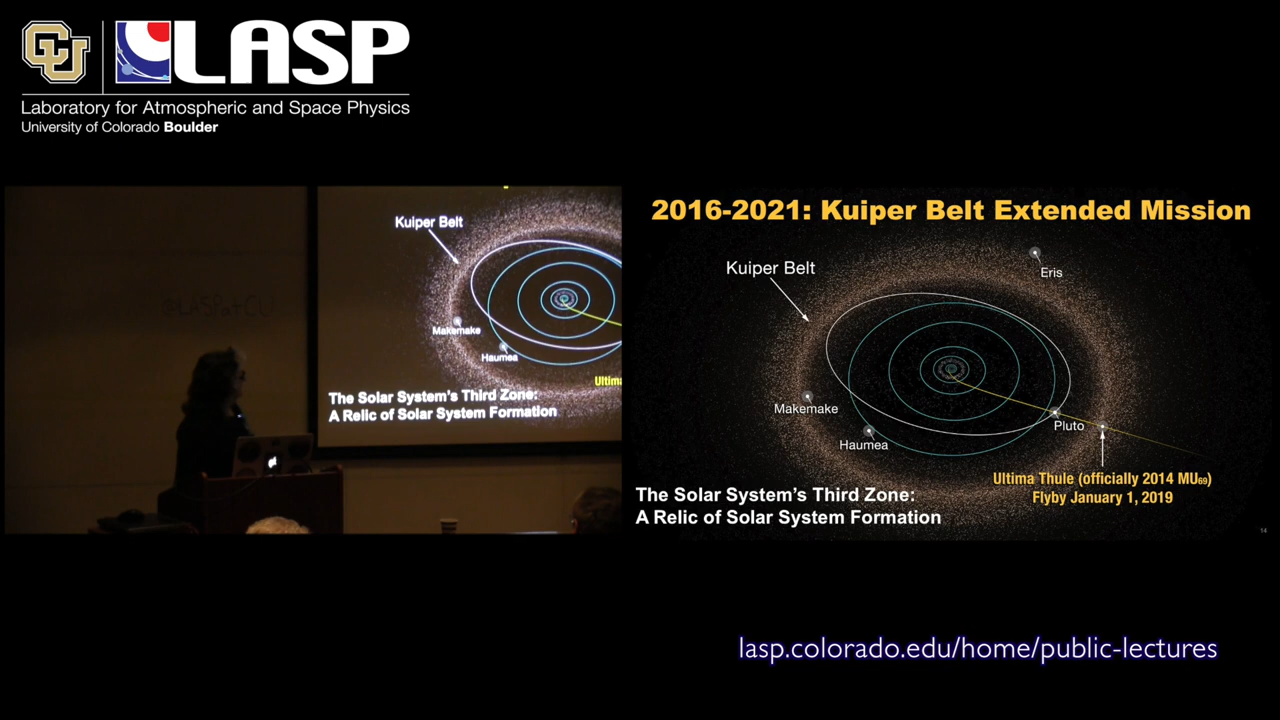 CU
LASP
Laboratory for Atmospheric and Space Physics
University of Colorado Boulder
Kuiper Belt
Makemake
Haumea
Ultima
The Solar System's Third Zone:
A Relic of Solar System Formation
2016-2021: Kuiper Belt Extended Mission
Kuiper Belt
Eris
Makemake
Haumea
Pluto
Ultima Thule (officially 2014 MU69)
Flyby January 1, 2019
The Solar System's Third Zone:
A Relic of Solar System Formation
14
lasp.colorado.edu/home/public-lectures